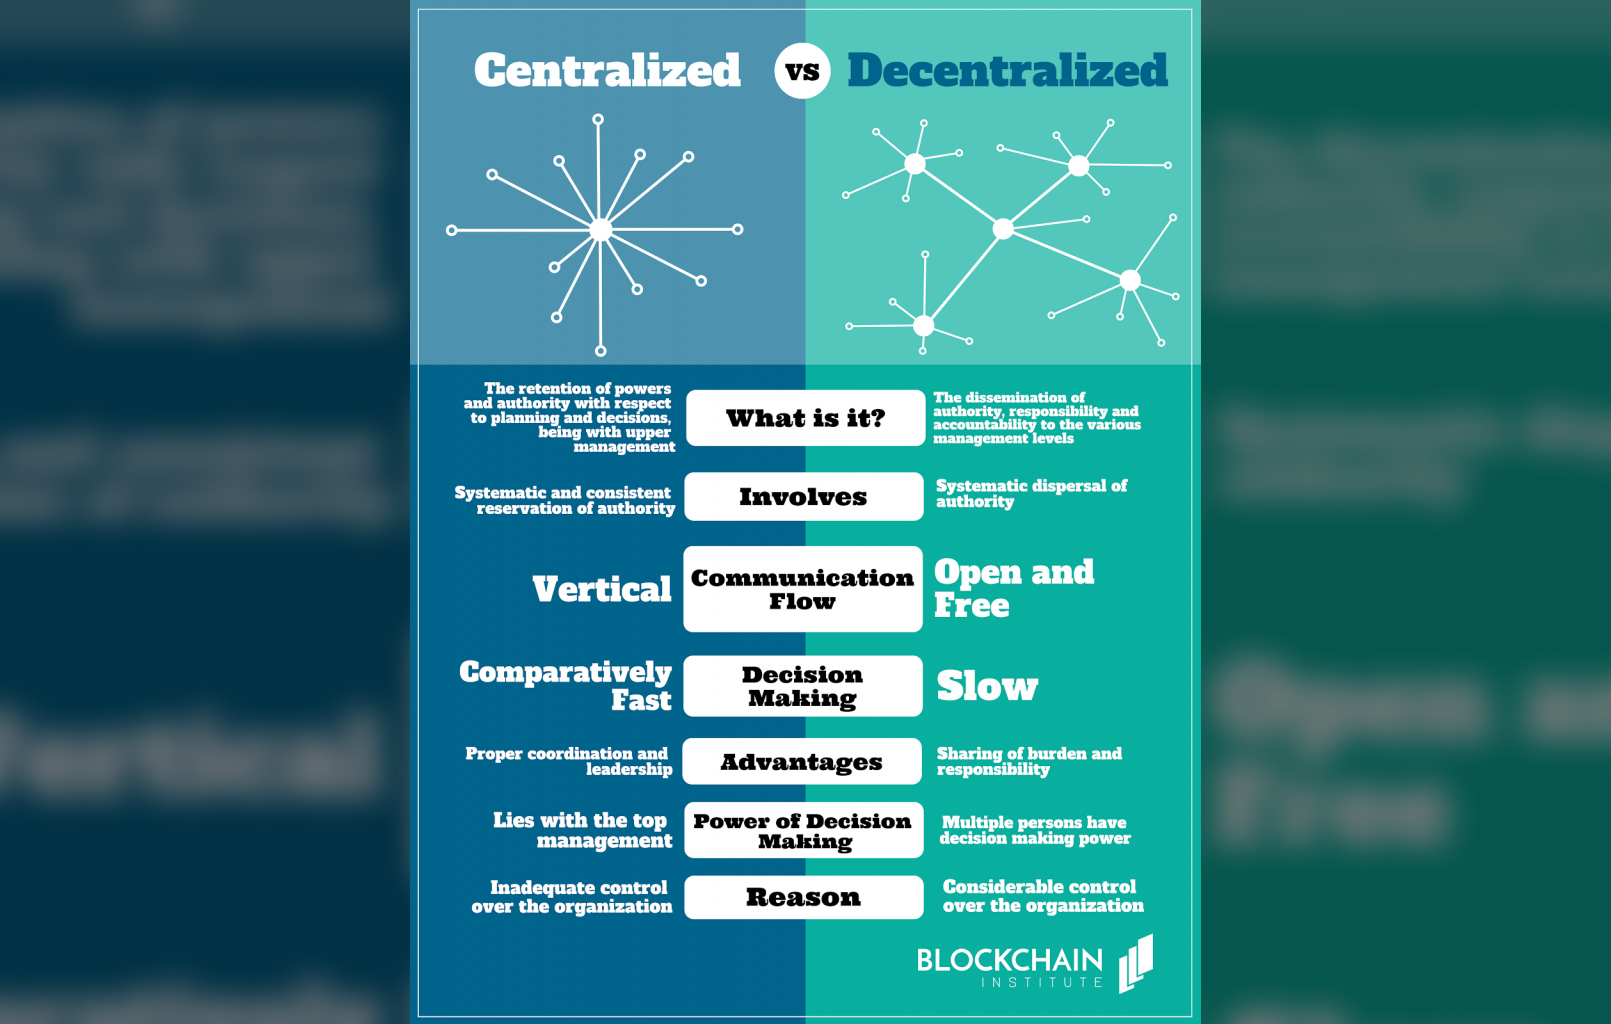 Centralized
vs
Decentralized
The retention of powers
and authority with respect
to planning and decisions,
being with upper
management
What is it?
The dissemination of
authority, responsibility and
accountability to the various
management levels
Systematic and consistent
reservation of authority
Involves
Systematic dispersal of
authority
Vertical
Communication
Flow
Open and
Free
Comparatively
Fast
Decision
Making
Slow
Proper coordination and
leadership
Advantages
Sharing of burden and
responsibility
Lies with the top
management
Power of Decision
Making
Multiple persons have
decision making power
Inadequate control
over the organization
Reason
Considerable control
over the organization
BLOCKCHAIN
INSTITUTE